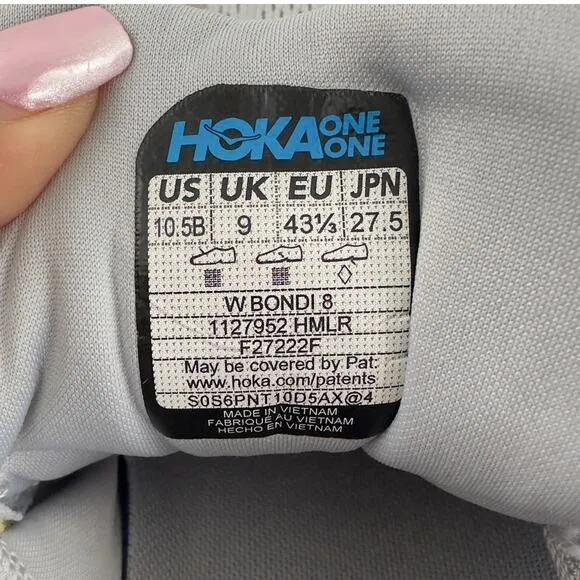 HOKA ONE ONE
US UK EU JPN
10.5B 9 43⅓ 27.5
W BONDI 8
1127952 HMLR
F27222F
May be covered by Pat:
www.hoka.com/patents
S0S6PNT10D5AX@4
MADE IN VIETNAM
FABRIQUÉ AU VIETNAM
HECHO EN VIETNAM